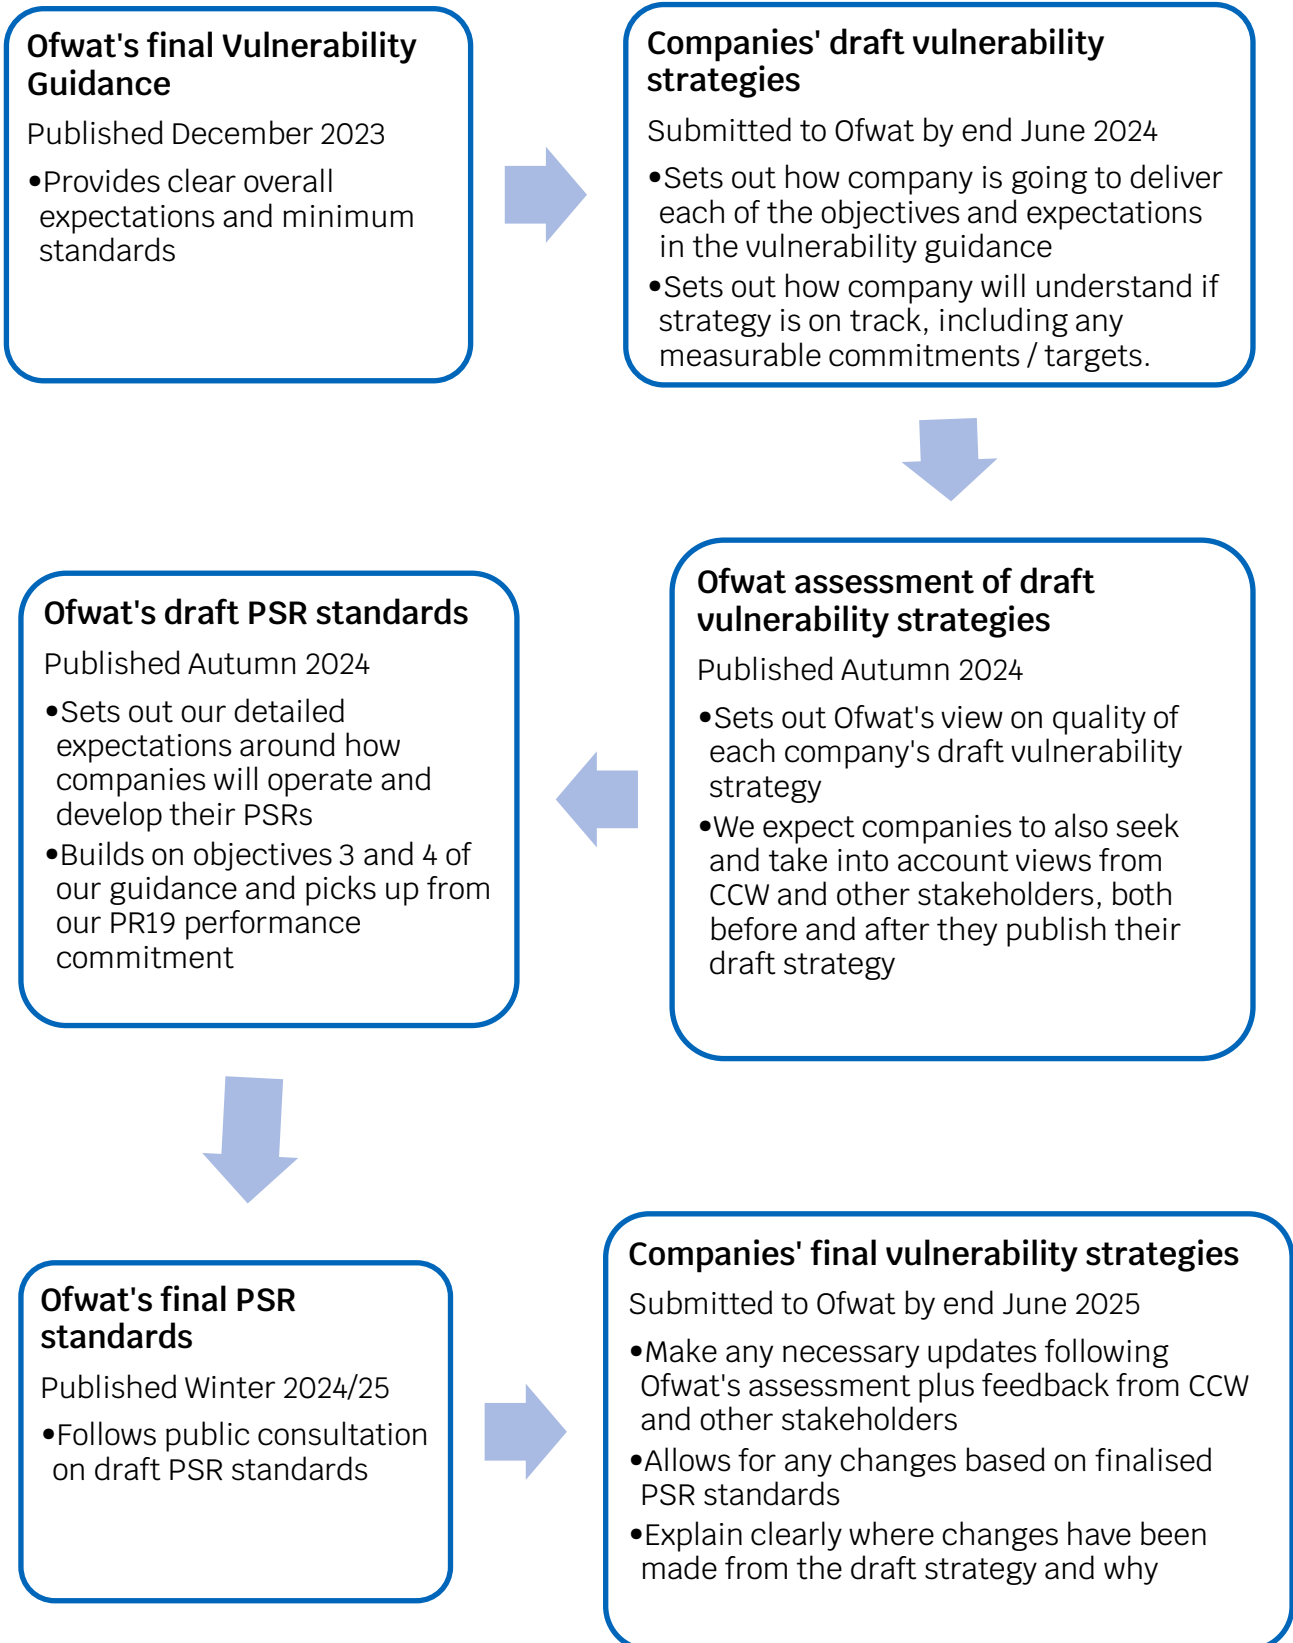 Ofwat's final Vulnerability
Guidance
Published December 2023
•Provides clear overall
expectations and minimum
standards
Companies' draft vulnerability
strategies
Submitted to Ofwat by end June 2024
•Sets out how company is going to deliver
each of the objectives and expectations
in the vulnerability guidance
•Sets out how company will understand if
strategy is on track, including any
measurable commitments / targets.
Ofwat assessment of draft
vulnerability strategies
Published Autumn 2024
•Sets out Ofwat's view on quality of
each company's draft vulnerability
strategy
•We expect companies to also seek
and take into account views from
CCW and other stakeholders, both
before and after they publish their
draft strategy
Ofwat's draft PSR standards
Published Autumn 2024
•Sets out our detailed
expectations around how
companies will operate and
develop their PSRs
•Builds on objectives 3 and 4 of
our guidance and picks up from
our PR19 performance
commitment
Ofwat's final PSR
standards
Published Winter 2024/25
•Follows public consultation
on draft PSR standards
Companies' final vulnerability strategies
Submitted to Ofwat by end June 2025
•Make any necessary updates following
Ofwat's assessment plus feedback from CCW
and other stakeholders
•Allows for any changes based on finalised
PSR standards
•Explain clearly where changes have been
made from the draft strategy and why